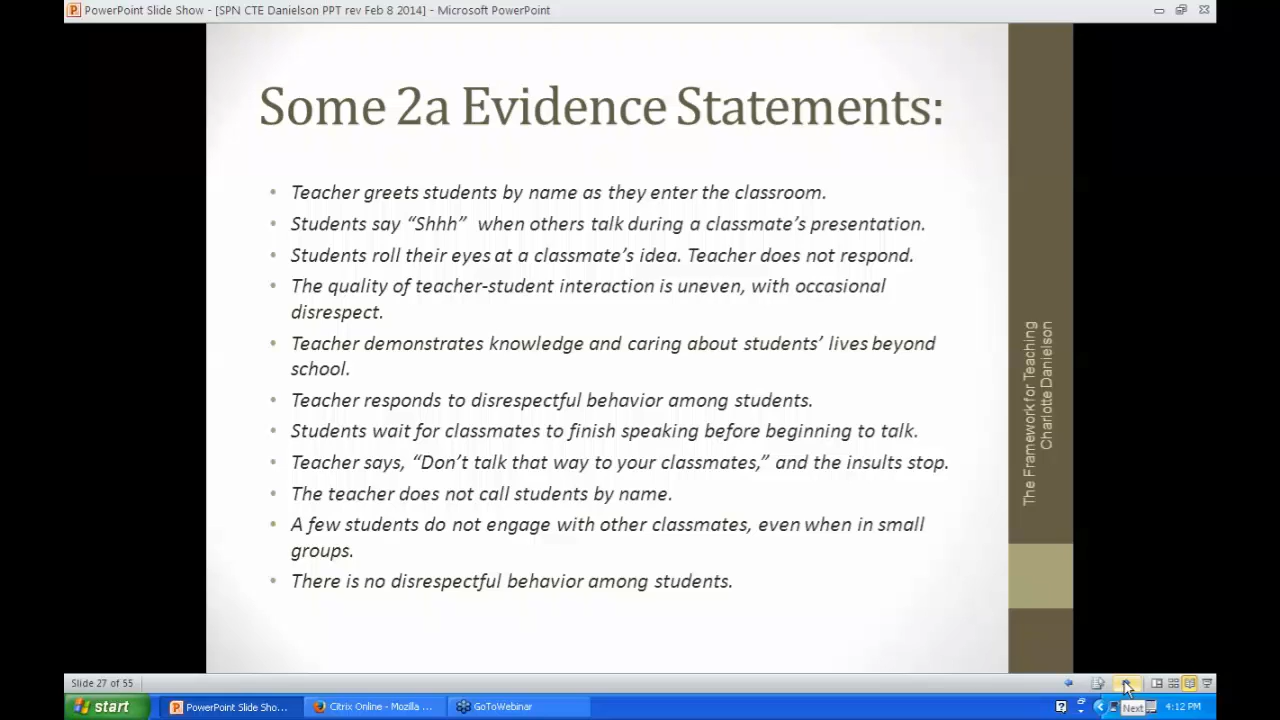 PowerPoint Slide Show - [SPN CTE Danielson PPT rev Feb 8 2014] - Microsoft PowerPoint
Some 2a Evidence Statements:
• Teacher greets students by name as they enter the classroom.
• Students say “Shhh” when others talk during a classmate’s presentation.
• Students roll their eyes at a classmate’s idea. Teacher does not respond.
• The quality of teacher-student interaction is uneven, with occasional
disrespect.
• Teacher demonstrates knowledge and caring about students’ lives beyond
school.
• Teacher responds to disrespectful behavior among students.
• Students wait for classmates to finish speaking before beginning to talk.
• Teacher says, “Don’t talk that way to your classmates,” and the insults stop.
• The teacher does not call students by name.
• A few students do not engage with other classmates, even when in small
groups.
• There is no disrespectful behavior among students.
The Framework for Teaching
Charlotte Danielson
Slide 27 of 55
start
PowerPoint Slide Sho...
Citrix Online - Mozilla ...
GoToWebinar
Next
4:12 PM